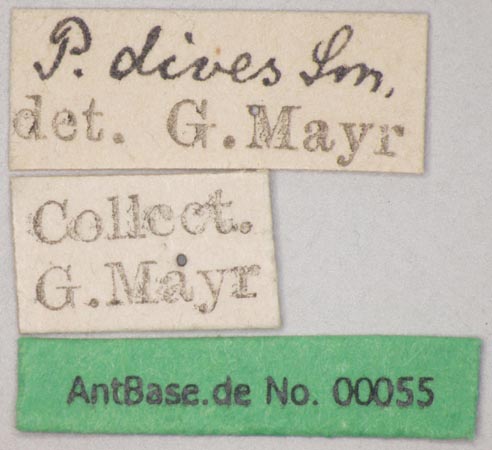 P. dives Sm.
det. G. Mayr
Collect.
G. Mayr
AntBase.de No. 00055